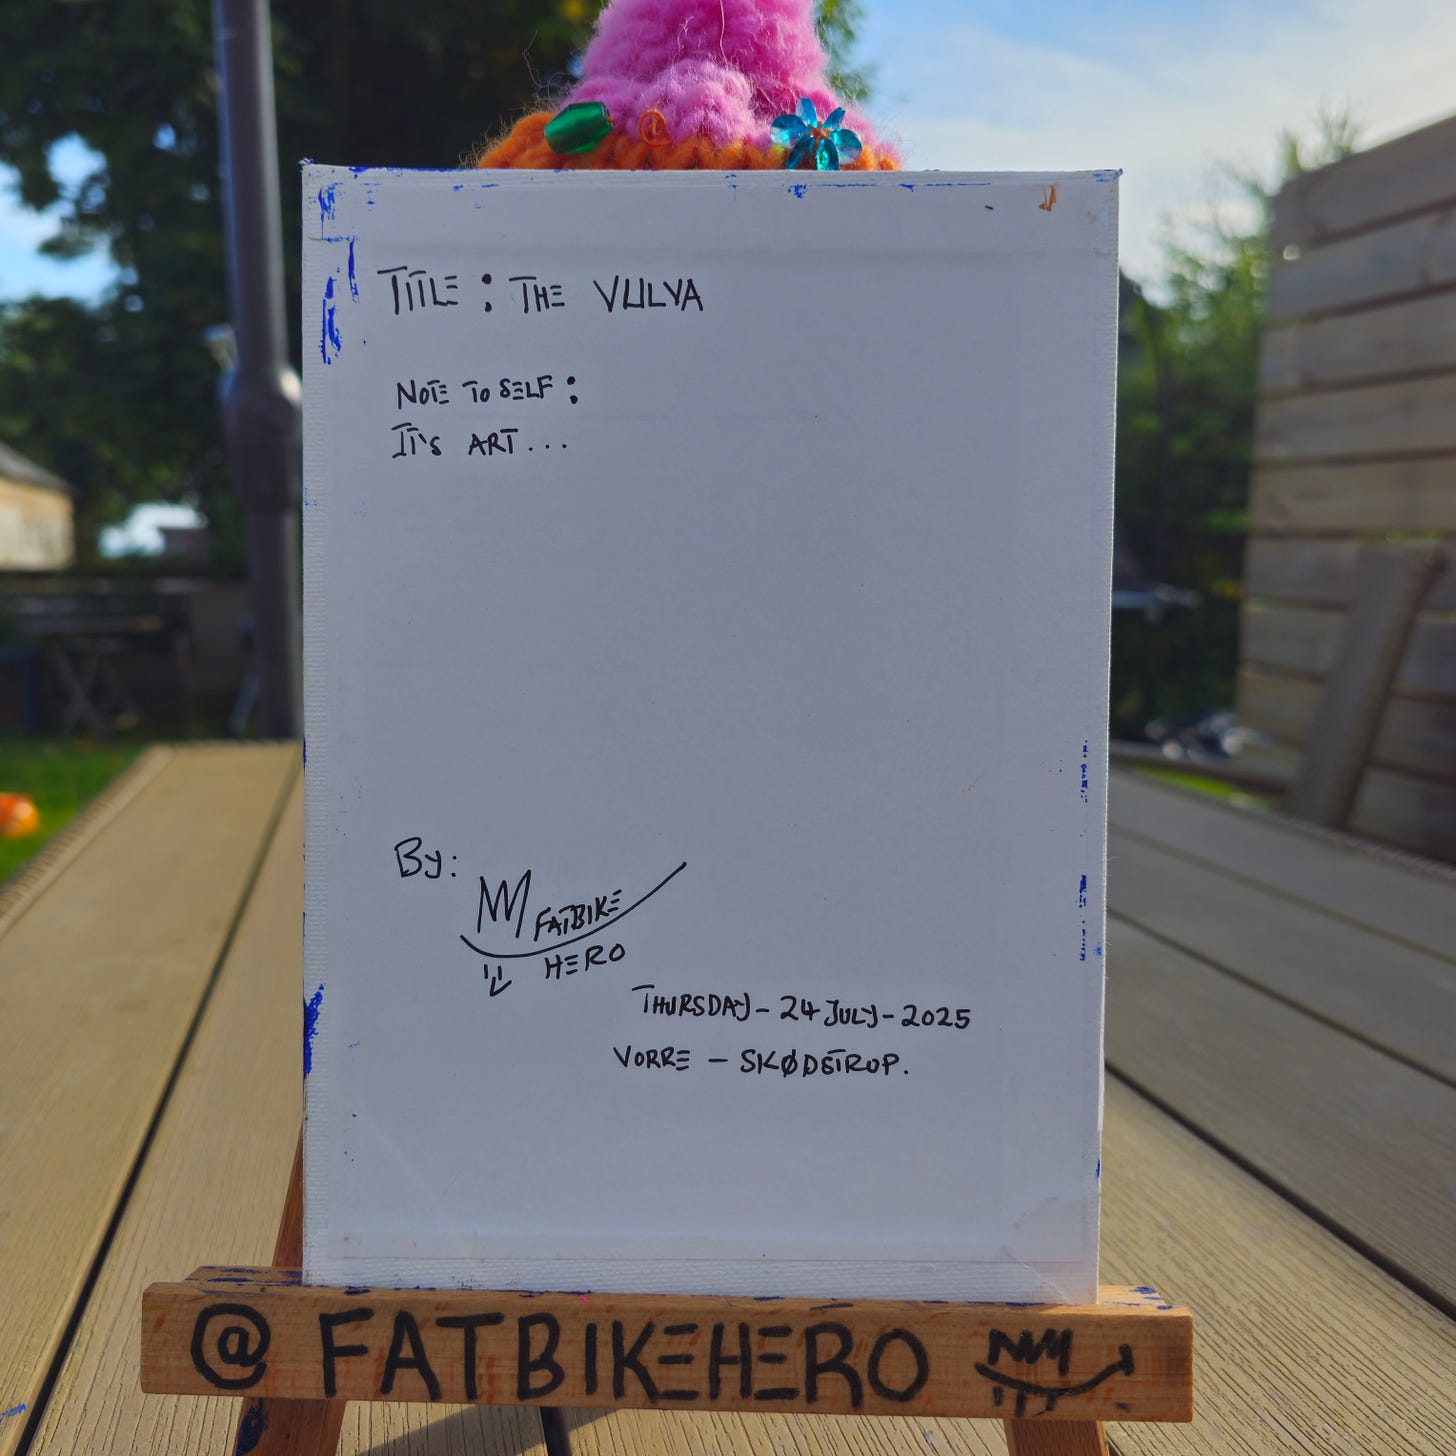 TITLE : THE VULVA
NOTE TO SELF :
IT'S ART...
By:
FATBIKE
HERO
THURSDAY - 24 JULY - 2025
VORRE - SKØDSTRUP.
@FATBIKEHERO